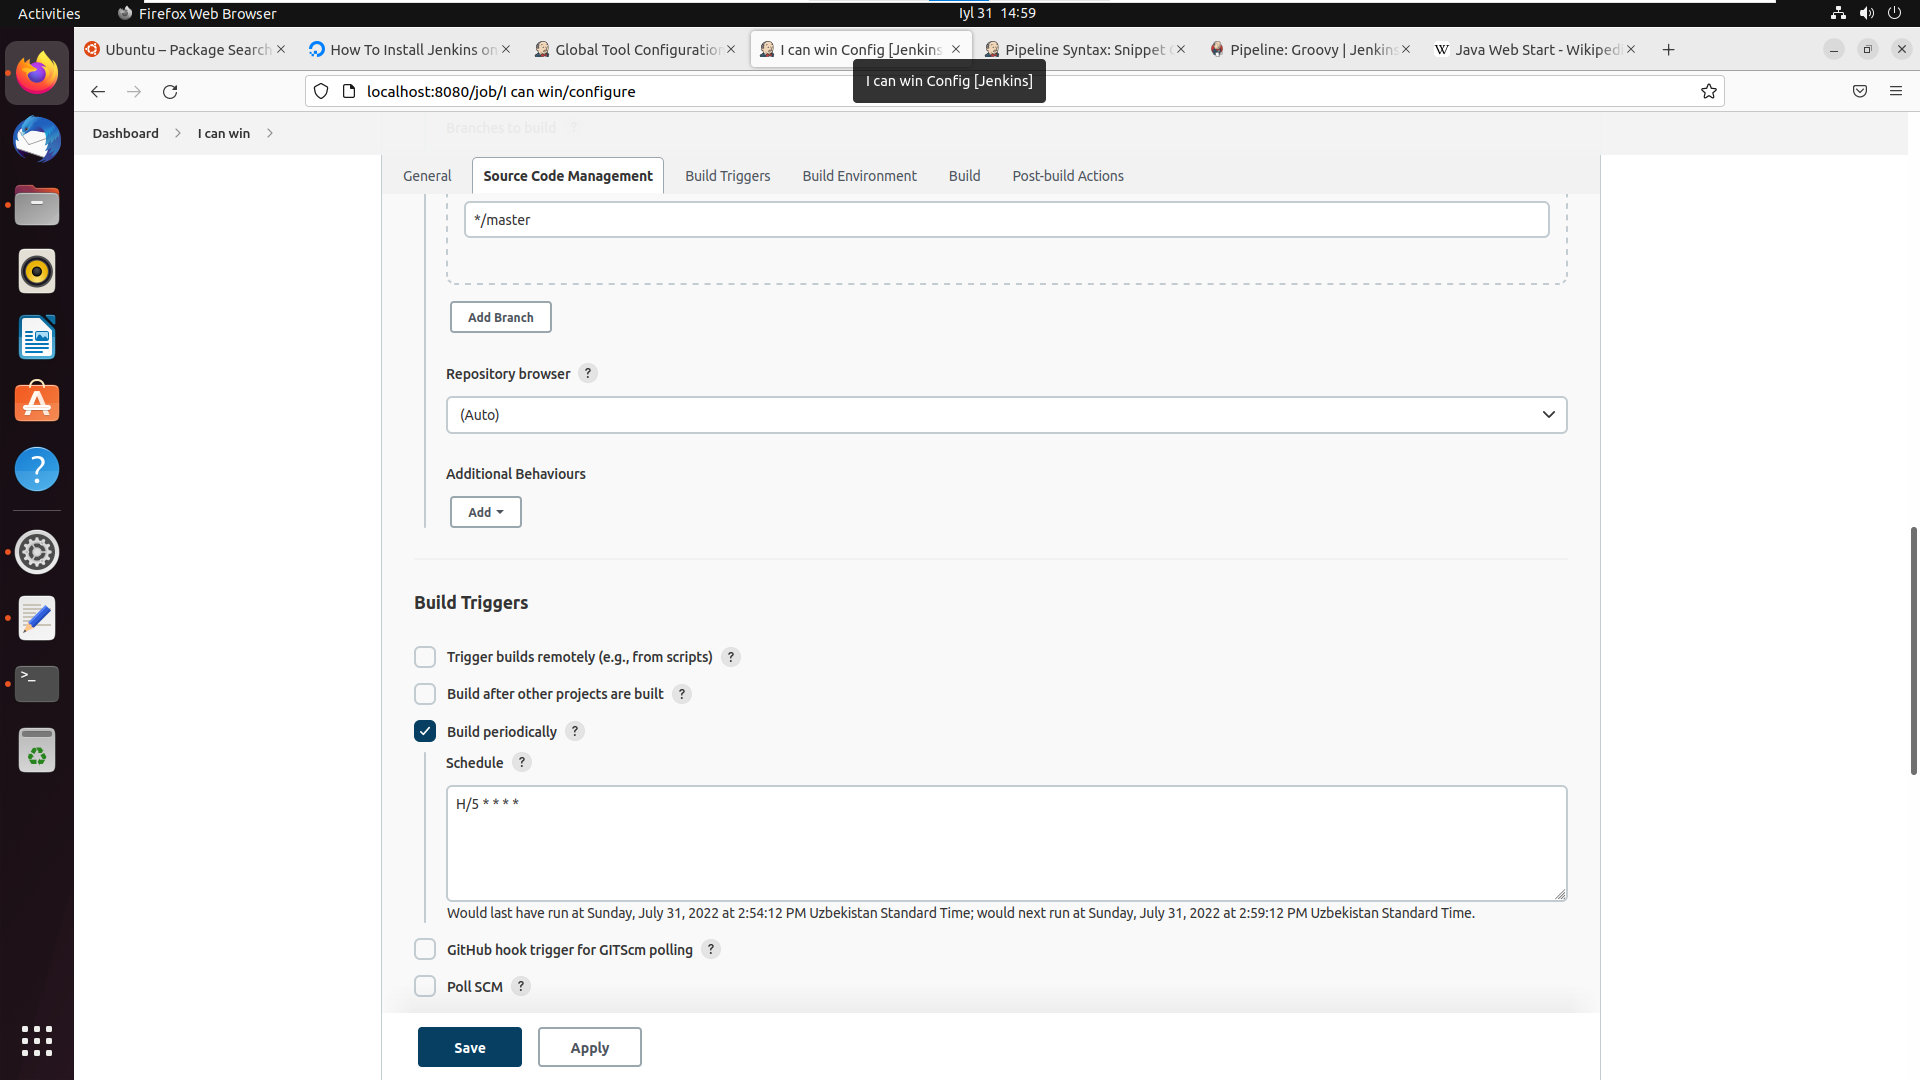 Activities
Firefox Web Browser
Iyl 31 14:59
Ubuntu – Package Search
How To Install Jenkins on
Global Tool Configuration
I can win Config [Jenkins
Pipeline Syntax: Snippet
Pipeline: Groovy | Jenkins
Java Web Start - Wikipedi
I can win Config [Jenkins]
localhost:8080/job/I can win/configure
Branches to build ?
Dashboard
I can win
General
Source Code Management
Build Triggers
Build Environment
Build
Post-build Actions
*/master
Add Branch
Repository browser ?
(Auto)
Additional Behaviours
Add
Build Triggers
Trigger builds remotely (e.g., from scripts) ?
Build after other projects are built ?
Build periodically ?
Schedule ?
H/5 * * * *
Would last have run at Sunday, July 31, 2022 at 2:54:12 PM Uzbekistan Standard Time; would next run at Sunday, July 31, 2022 at 2:59:12 PM Uzbekistan Standard Time.
GitHub hook trigger for GITScm polling ?
Poll SCM ?
Save
Apply